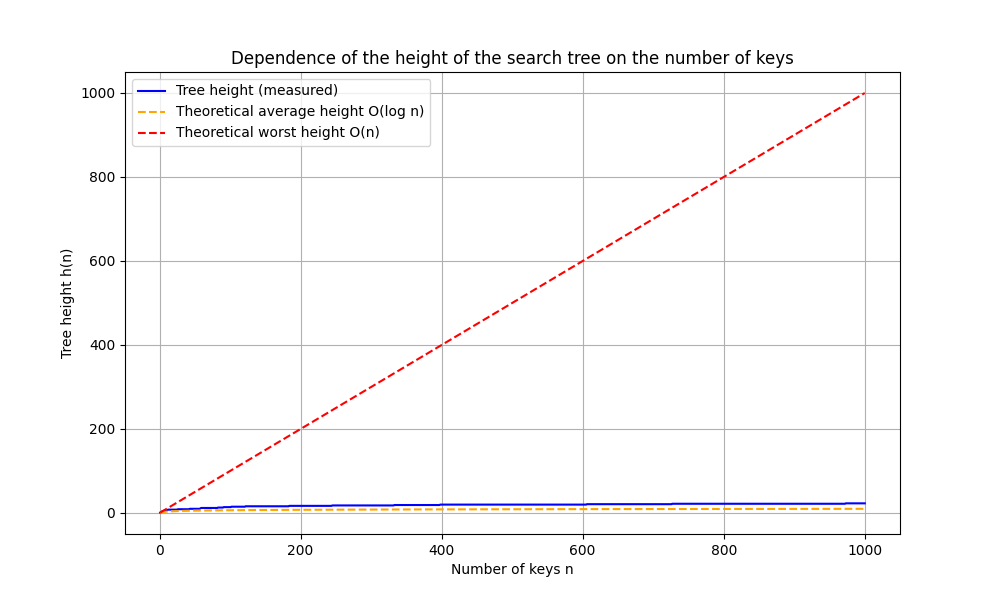 Dependence of the height of the search tree on the number of keys
Tree height (measured)
Theoretical average height O(log n)
Theoretical worst height O(n)
1000
800
600
400
200
0
Tree height h(n)
0 200 400 600 800 1000
Number of keys n